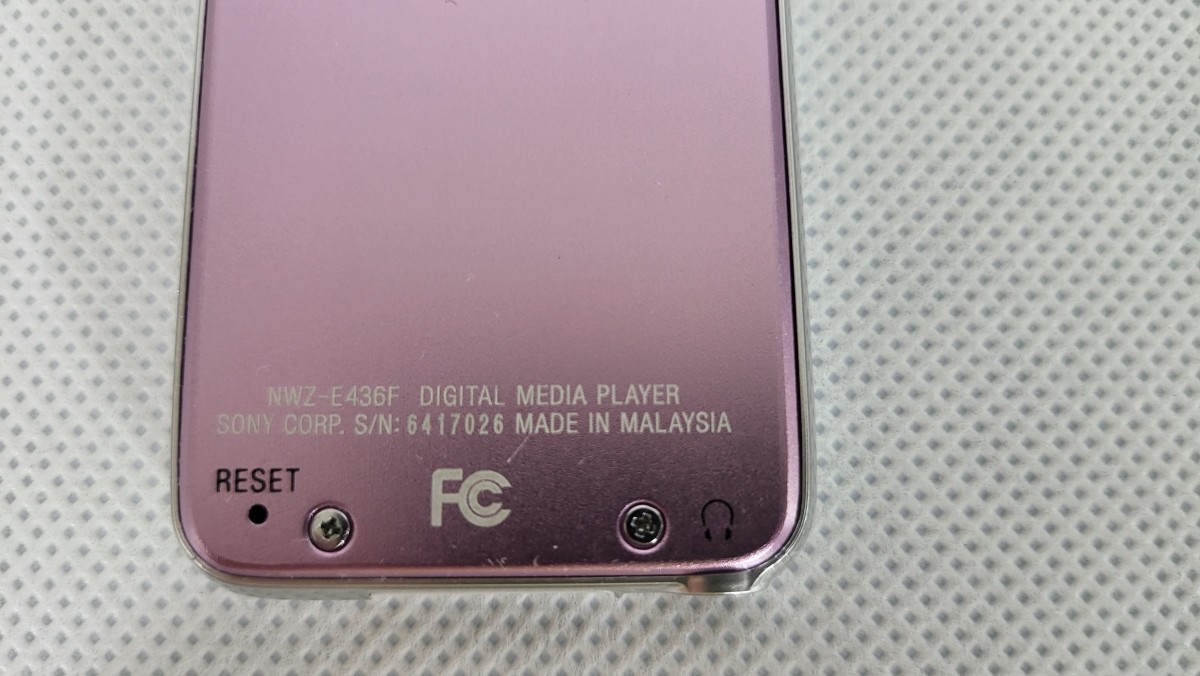 NWZ-E436F DIGITAL MEDIA PLAYER
SONY CORP. S/N: 6417026 MADE IN MALAYSIA
RESET
FC